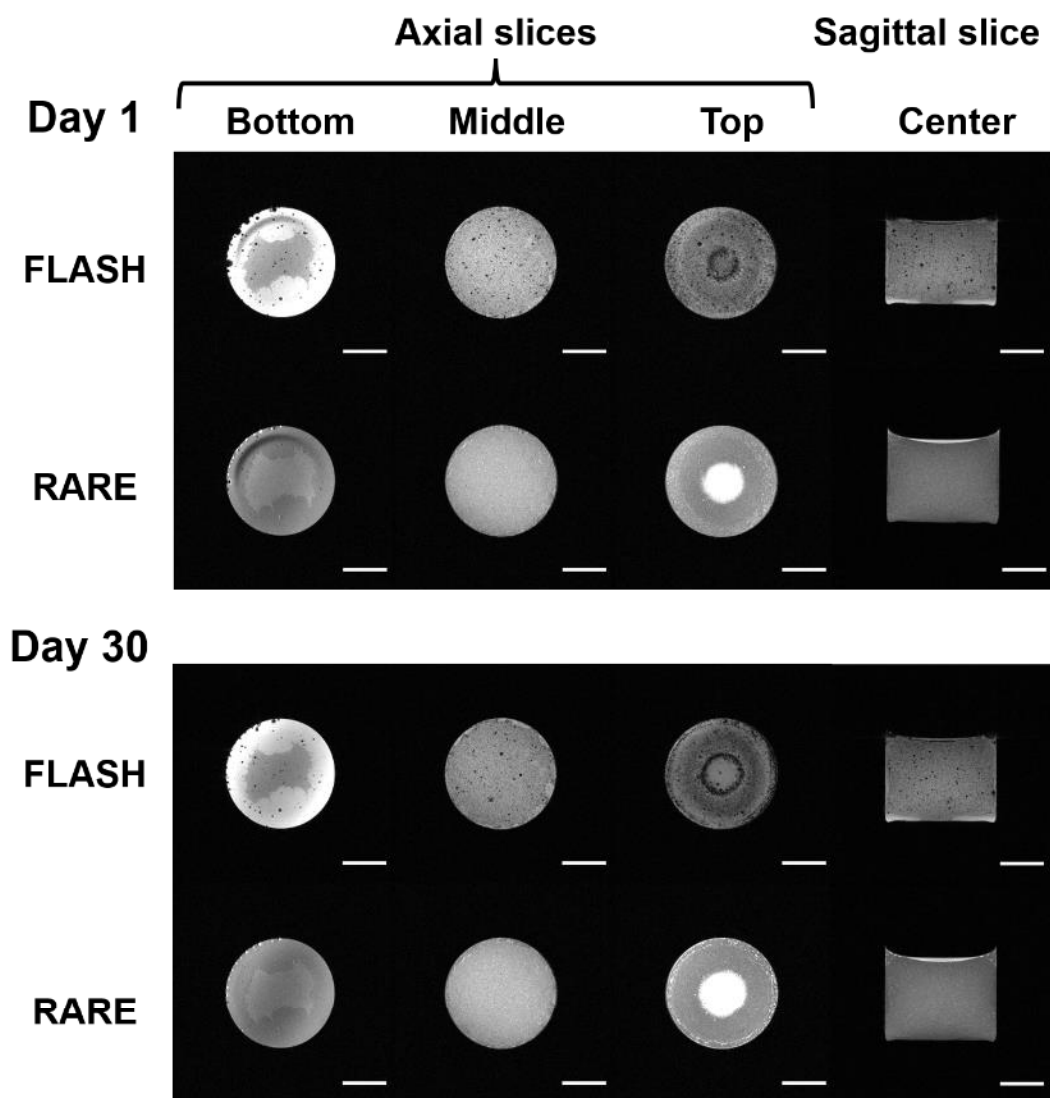 Axial slices
Sagittal slice
Day 1
Bottom
Middle
Top
Center
FLASH
RARE
Day 30
FLASH
RARE